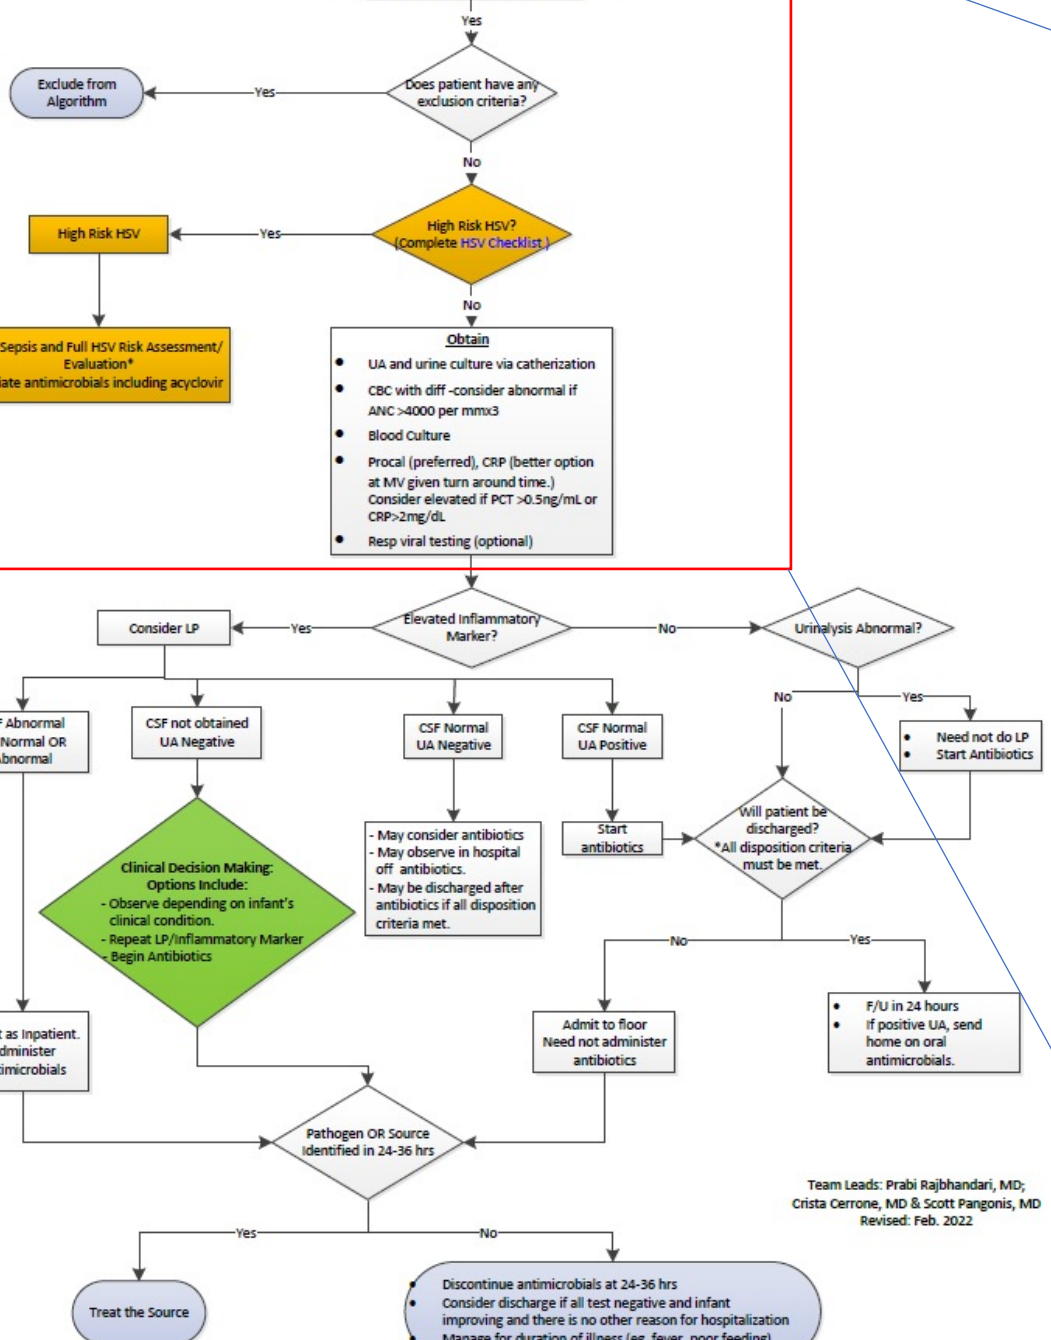 Yes
Does patient have any
exclusion criteria?
Yes
Exclude from
Algorithm
No
High Risk HSV?
(Complete HSV Checklist.)
Yes
High Risk HSV
No
Sepsis and Full HSV Risk Assessment/
Evaluation*
antimicrobials including acyclovir
Obtain
● UA and urine culture via catherization
● CBC with diff -consider abnormal if
ANC >4000 per mmx3
● Blood Culture
● Procal (preferred), CRP (better option
at MV given turn around time.)
Consider elevated if PCT >0.5ng/mL or
CRP>2mg/dL
● Resp viral testing (optional)
Elevated Inflammatory
Marker?
Yes
Consider LP
No
Urinalysis Abnormal?
No
Yes
Abnormal
Normal OR
CSF not obtained
UA Negative
CSF Normal
UA Negative
CSF Normal
UA Positive
● Need not do LP
● Start Antibiotics
Clinical Decision Making:
Options Include:
- Observe depending on infant's
clinical condition.
- Repeat LP/Inflammatory Marker
- Begin Antibiotics
- May consider antibiotics
- May observe in hospital
off antibiotics.
- May be discharged after
antibiotics if all disposition
criteria met.
Start
antibiotics
Will patient be
discharged?
*All disposition criteria
must be met.
No
Yes
as Inpatient.
Admit to floor
Need not administer
antibiotics
● F/U in 24 hours
● If positive UA, send
home on oral
antimicrobials.
Pathogen OR Source
Identified in 24-36 hrs
Team Leads: Prabi Rajbhandari, MD;
Crista Cerrone, MD & Scott Pangonis, MD
Revised: Feb. 2022
Yes
No
Treat the Source
● Discontinue antimicrobials at 24-36 hrs
● Consider discharge if all test negative and infant
improving and there is no other reason for hospitalization
● Manage for duration of illness (eg. fever, poor feeding)